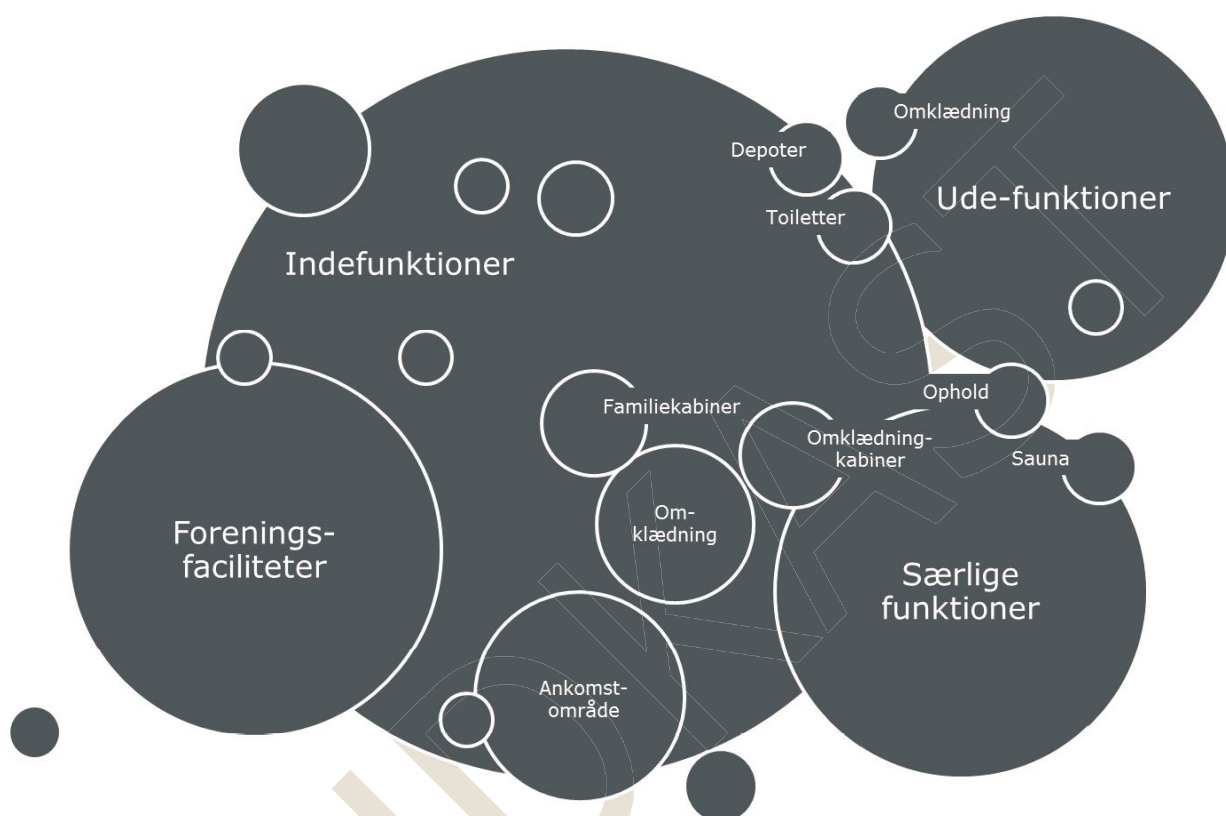 Omklædning
Depoter
Ude-funktioner
Toiletter
Indefunktioner
Ophold
Familiekabiner
Omklædning-
kabiner
Sauna
Om-
klædning
Forenings-
faciliteter
Særlige
funktioner
Ankomst-
område
UDKAST